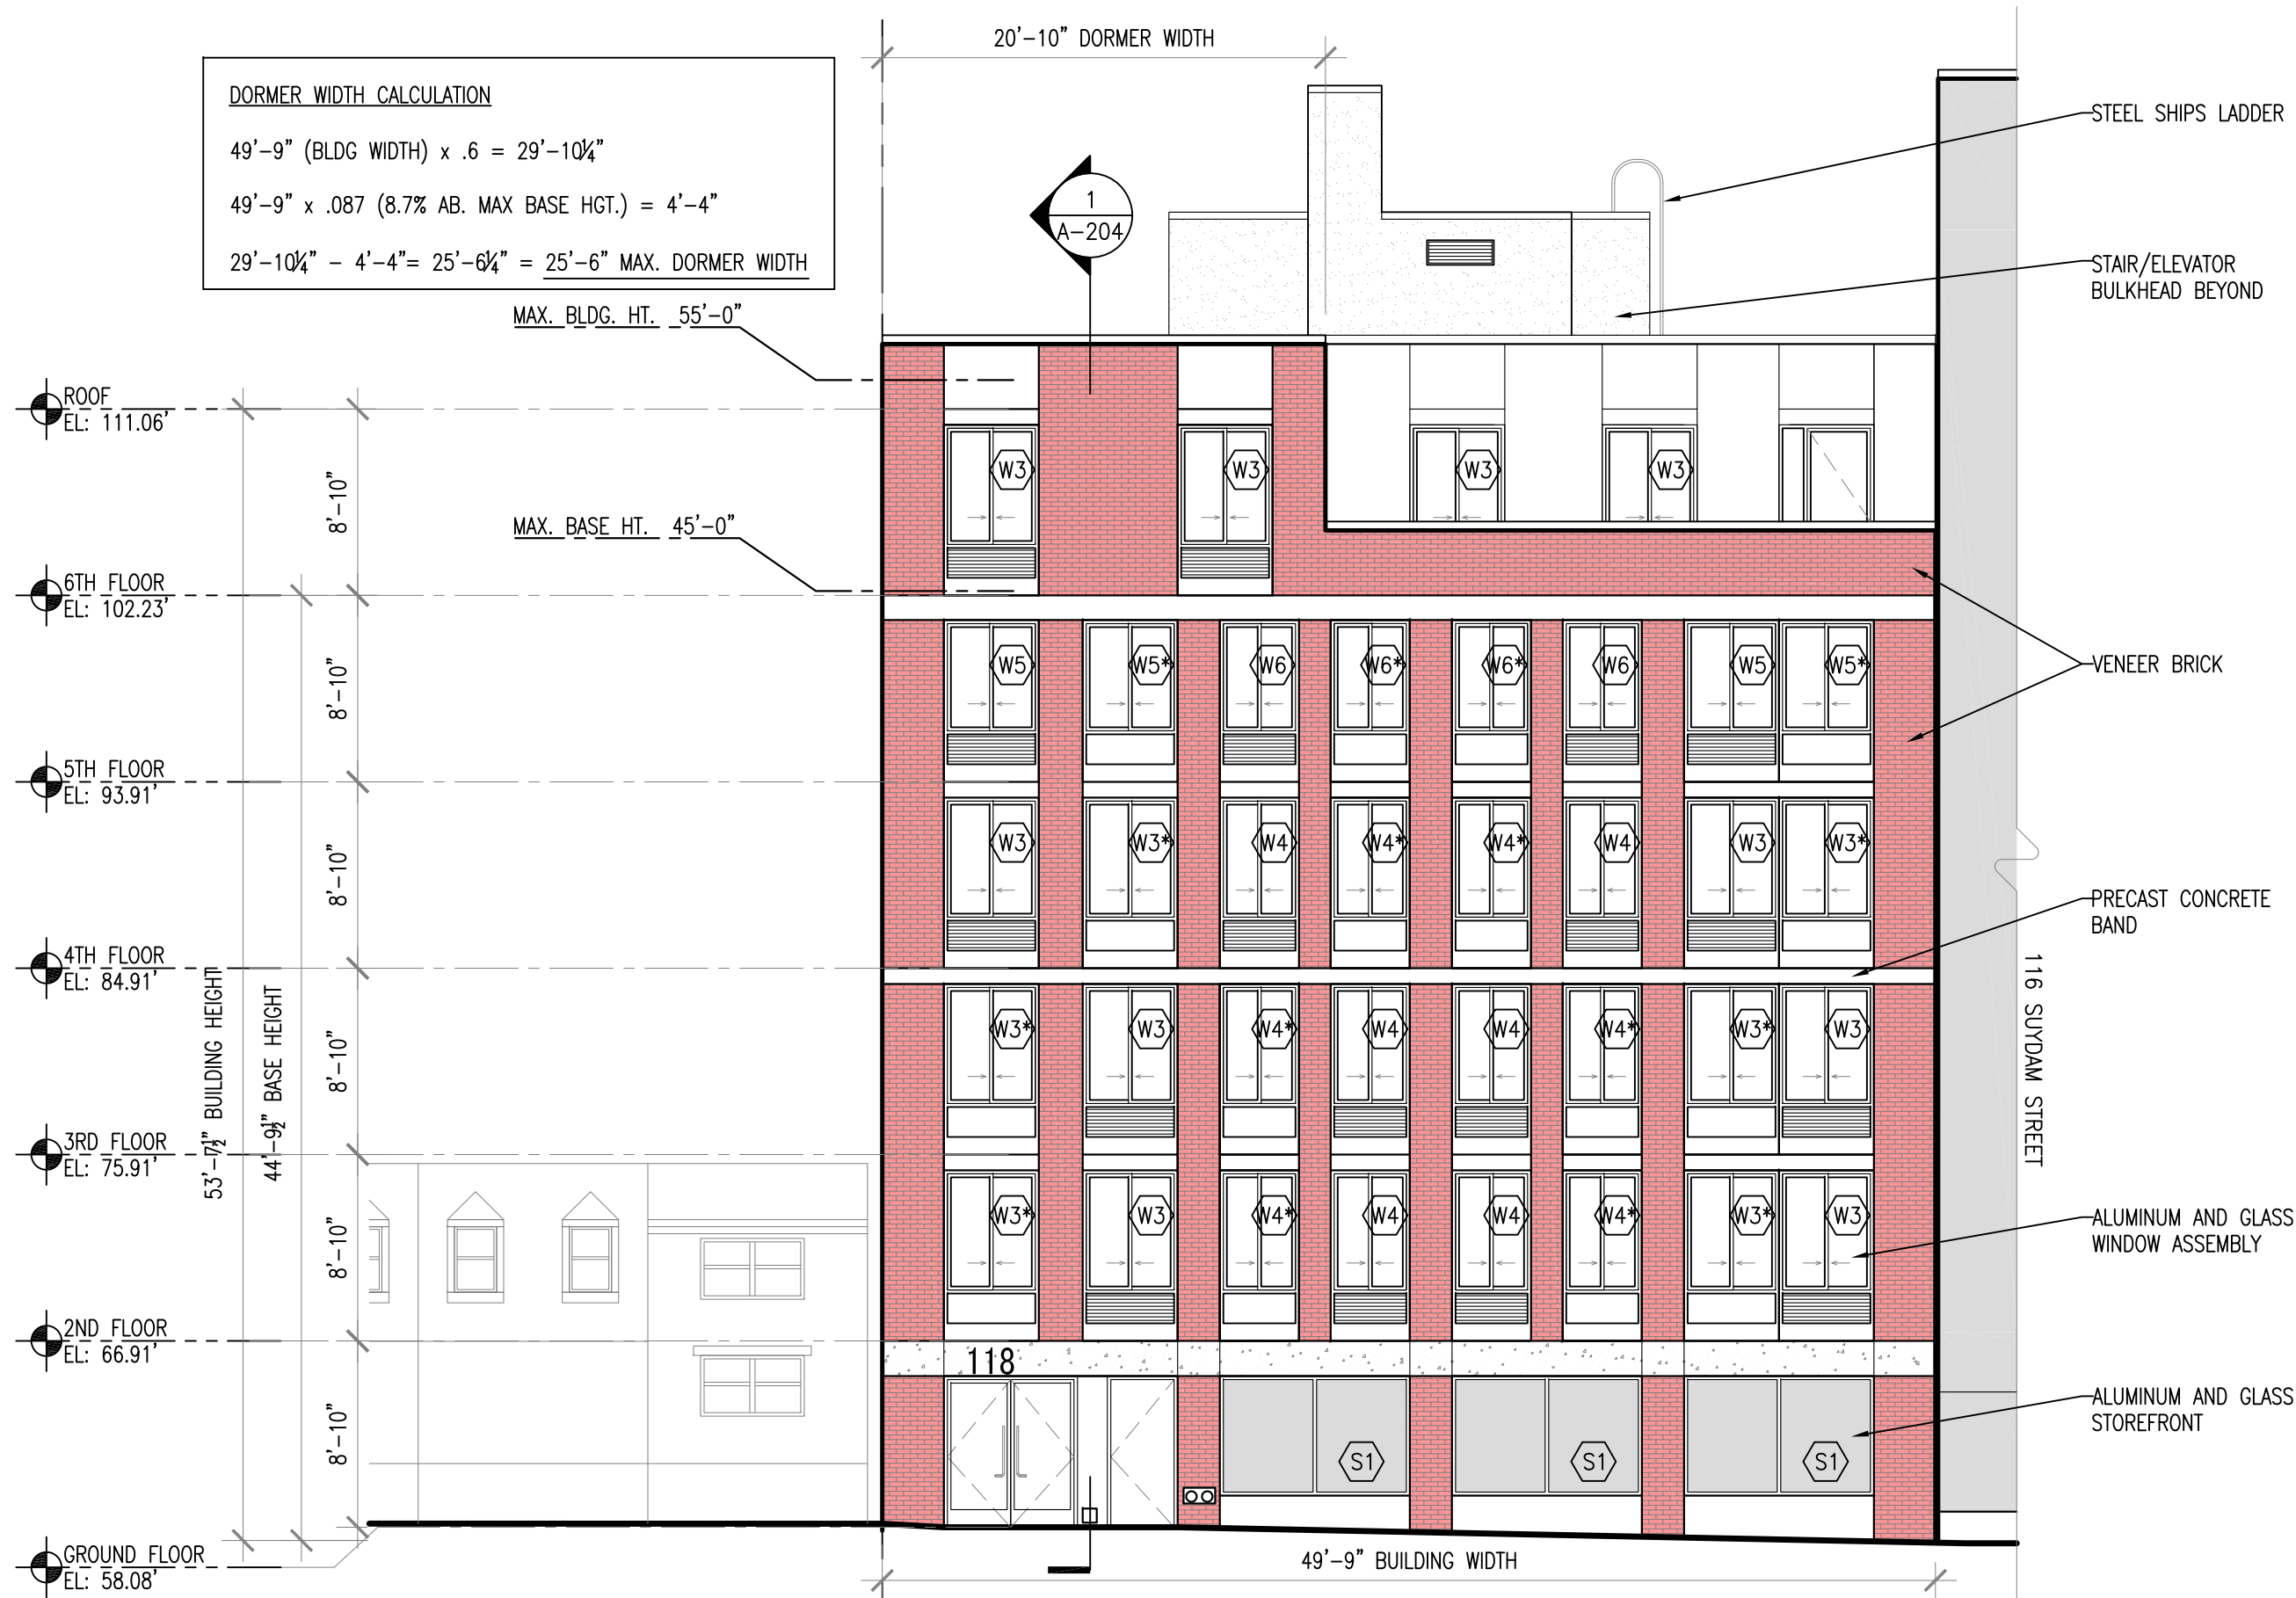 20'-10" DORMER WIDTH
DORMER WIDTH CALCULATION
49'-9" (BLDG WIDTH) x .6 = 29'-10¼"
49'-9" x .087 (8.7% AB. MAX BASE HGT.) = 4'-4"
29'-10¼" - 4'-4"= 25'-6¼" = 25'-6" MAX. DORMER WIDTH
STEEL SHIPS LADDER
1
A-204
STAIR/ELEVATOR
BULKHEAD BEYOND
MAX. BLDG. HT. 55'-0"
ROOF
EL: 111.06'
W3 W3 W3 W3
8'-10"
MAX. BASE HT. 45'-0"
6TH FLOOR
EL: 102.23'
W5 W5* W6 W6* W6* W6 W5 W5*
VENEER BRICK
8'-10"
5TH FLOOR
EL: 93.91'
W3 W3* W4 W4* W4* W4 W3 W3*
8'-10"
PRECAST CONCRETE
BAND
4TH FLOOR
EL: 84.91'
53'-7½" BUILDING HEIGHT
44'-9½" BASE HEIGHT
W3* W3 W4* W4 W4 W4* W3* W3
8'-10"
116 SUYDAM STREET
3RD FLOOR
EL: 75.91'
W3* W3 W4* W4 W4 W4* W3* W3
8'-10"
ALUMINUM AND GLASS
WINDOW ASSEMBLY
2ND FLOOR
EL: 66.91'
118
ALUMINUM AND GLASS
STOREFRONT
8'-10"
S1 S1 S1
GROUND FLOOR
EL: 58.08'
49'-9" BUILDING WIDTH